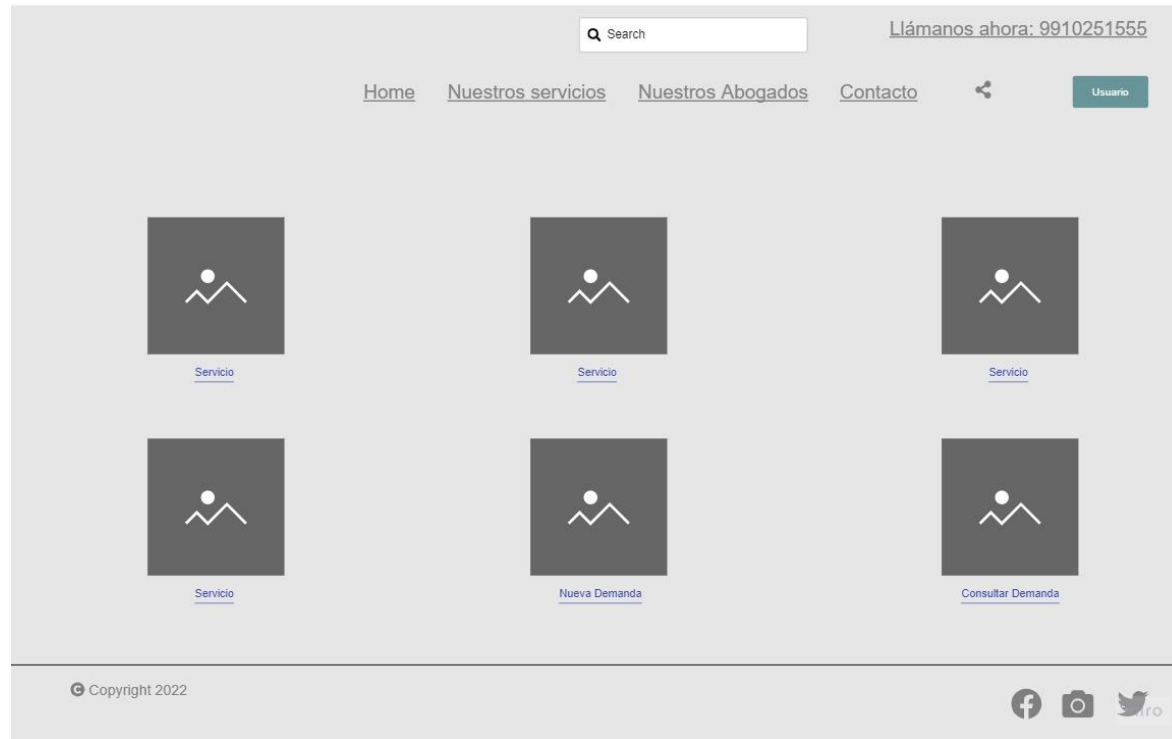 Search
Llámanos ahora: 9910251555
Home Nuestros servicios Nuestros Abogados Contacto Usuario
Servicio Servicio Servicio
Servicio Nueva Demanda Consultar Demanda
Copyright 2022